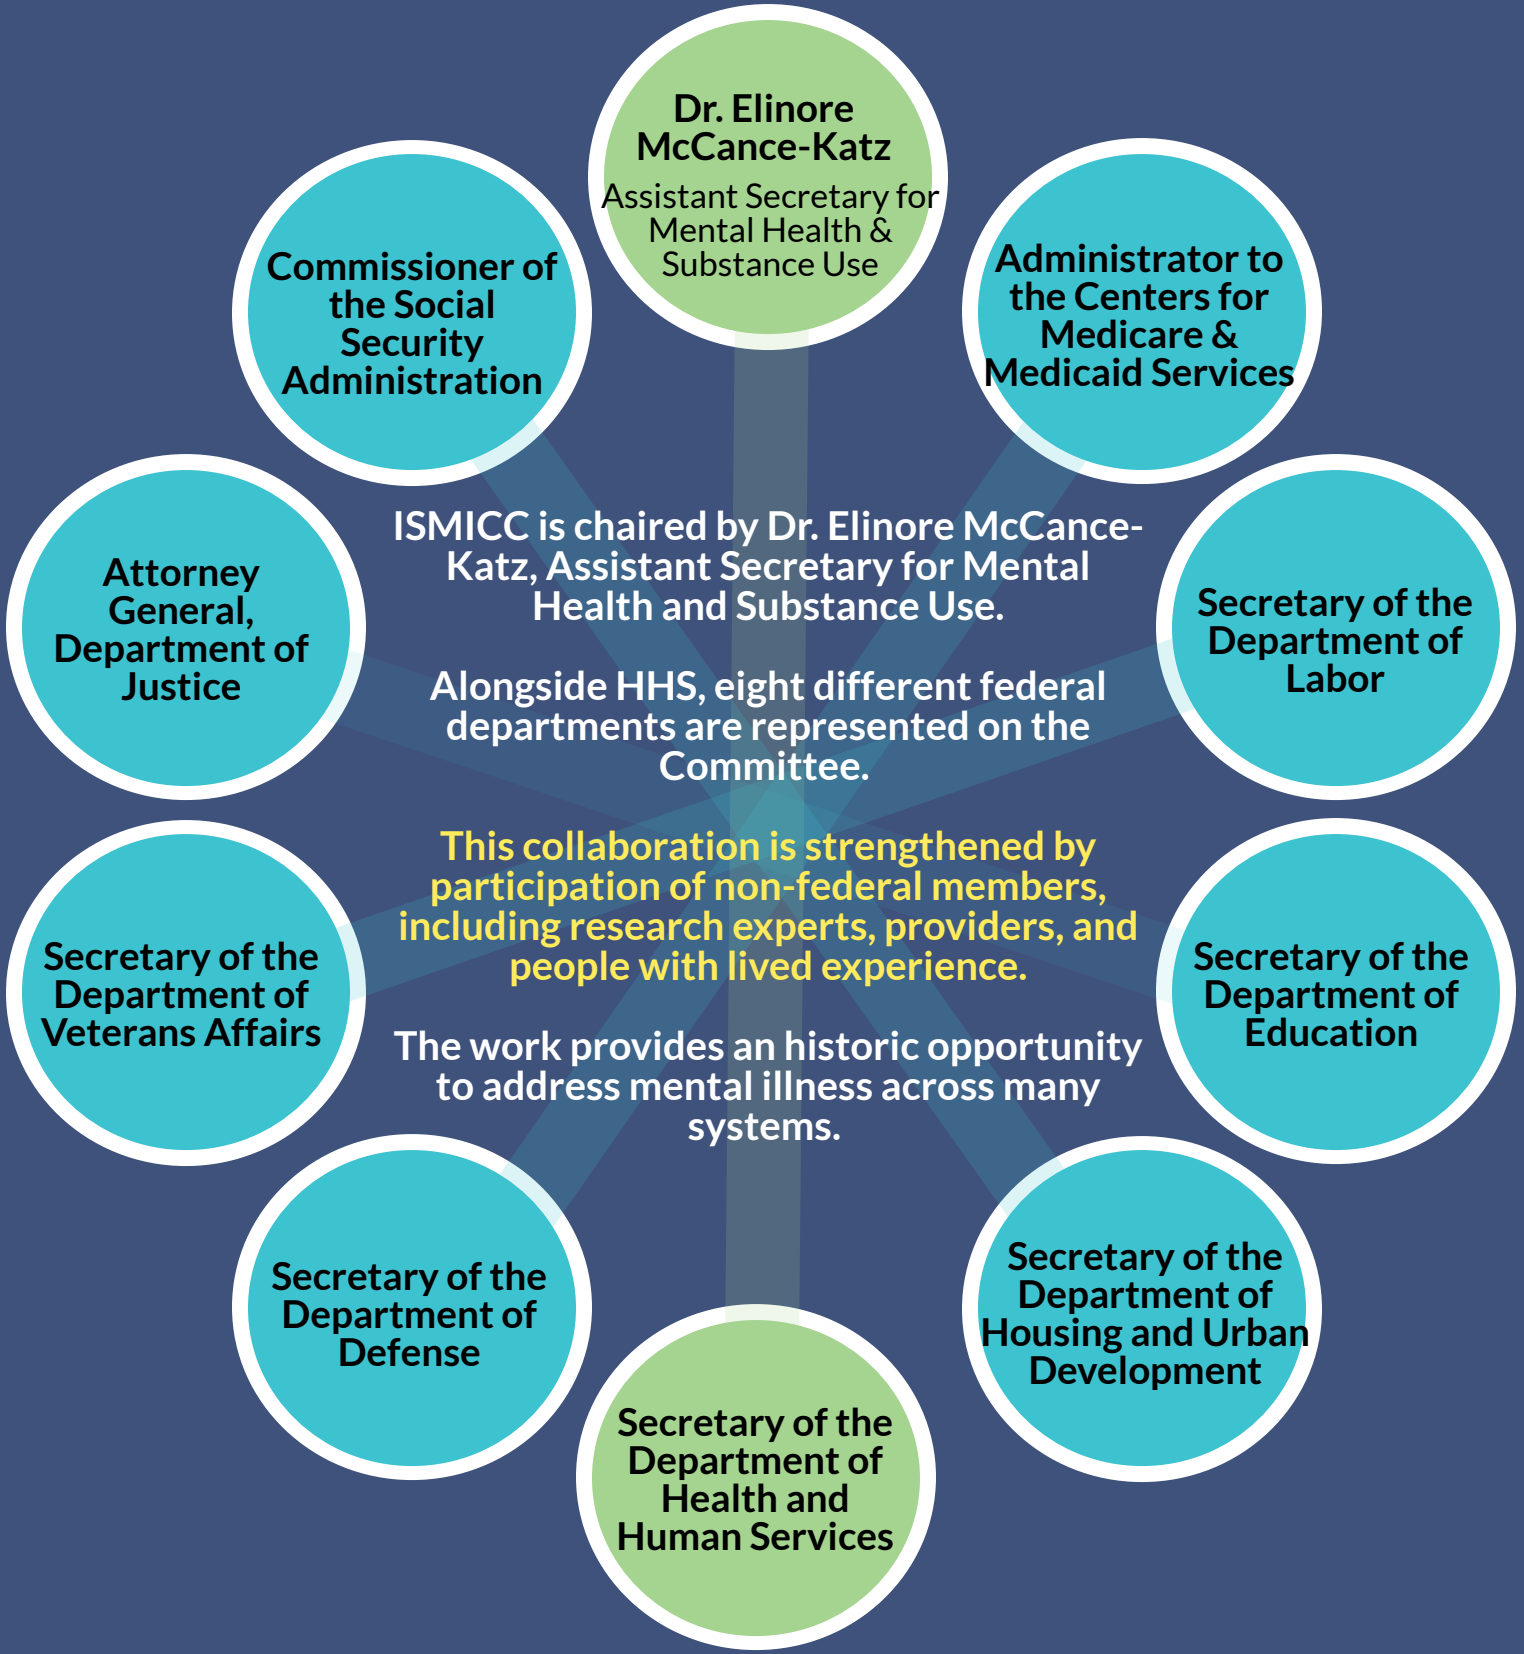 Dr. Elinore
McCance-Katz
Assistant Secretary for
Mental Health &
Substance Use
Commissioner of
the Social
Security
Administration
Administrator to
the Centers for
Medicare &
Medicaid Services
Attorney
General,
Department of
Justice
ISMICC is chaired by Dr. Elinore McCance-
Katz, Assistant Secretary for Mental
Health and Substance Use.
Alongside HHS, eight different federal
departments are represented on the
Committee.
This collaboration is strengthened by
participation of non-federal members,
including research experts, providers, and
people with lived experience.
The work provides an historic opportunity
to address mental illness across many
systems.
Secretary of the
Department of
Labor
Secretary of the
Department of
Veterans Affairs
Secretary of the
Department of
Education
Secretary of the
Department of
Defense
Secretary of the
Department of
Housing and Urban
Development
Secretary of the
Department of
Health and
Human Services